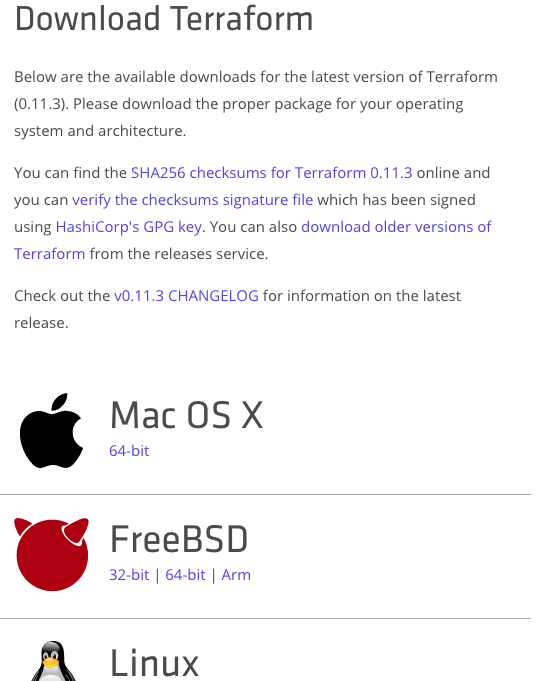 Download Terraform
Below are the available downloads for the latest version of Terraform
(0.11.3). Please download the proper package for your operating
system and architecture.
You can find the SHA256 checksums for Terraform 0.11.3 online and
you can verify the checksums signature file which has been signed
using HashiCorp's GPG key. You can also download older versions of
Terraform from the releases service.
Check out the v0.11.3 CHANGELOG for information on the latest
release.
Mac OS X
64-bit
FreeBSD
32-bit | 64-bit | Arm
Linux